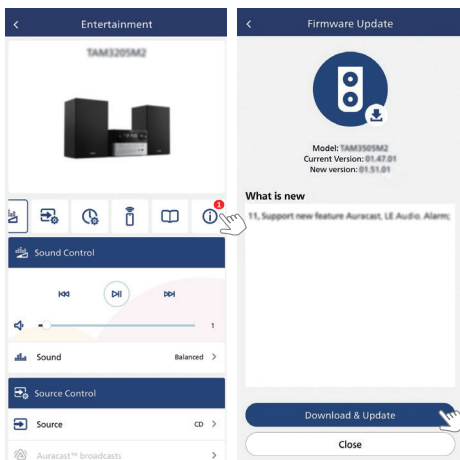 Entertainment
TAM3205M2
1
Sound Control
1
Sound
Balanced
Source Control
Source
CD
Auracast™ broadcasts
Firmware Update
Model: TAM3505M2
Current Version: 01.47.01
New version: 01.51.01
What is new
11, Support new feature Auracast, LE Audio. Alarm;
Download & Update
Close